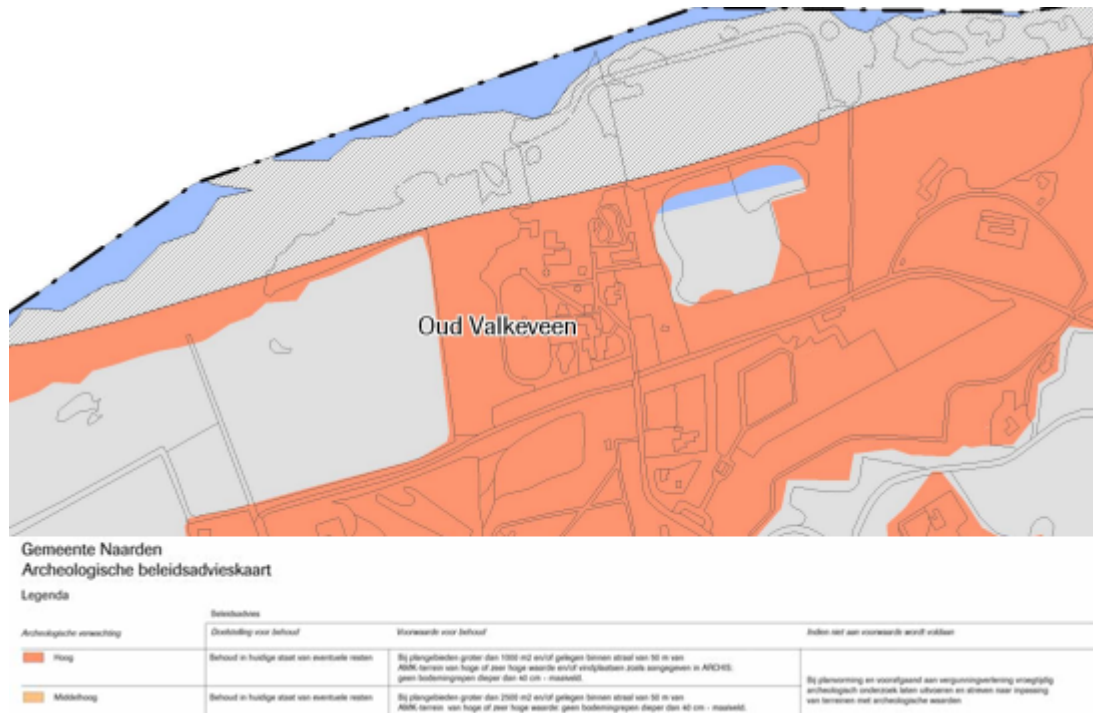 Oud Valkeveen
Gemeente Naarden
Archeologische beleidsadvieskaart
Legenda
Beleidsadvies
Archeologische verwachting
Doelstelling voor behoud
Voorwaarde voor behoud
Indien niet aan voorwaarde wordt voldaan
Hoog
Behoud in huidige staat van eventuele resten
Bij plangebieden groter dan 1000 m2 en/of gelegen binnen straal van 50 m van
AMK-terrein van hoge of zeer hoge waarde en/of vindplaatsen zoals aangegeven in ARCHIS:
geen bodemingrepen dieper dan 40 cm - maaiveld.
Middelhoog
Behoud in huidige staat van eventuele resten
Bij plangebieden groter dan 2500 m2 en/of gelegen binnen straal van 50 m van
AMK-terrein van hoge of zeer hoge waarde: geen bodemingrepen dieper dan 40 cm - maaiveld.
Bij planvorming en voorafgaand aan vergunningverlening vroegtijdig
archeologisch onderzoek laten uitvoeren en streven naar inpassing
van terreinen met archeologische waarden